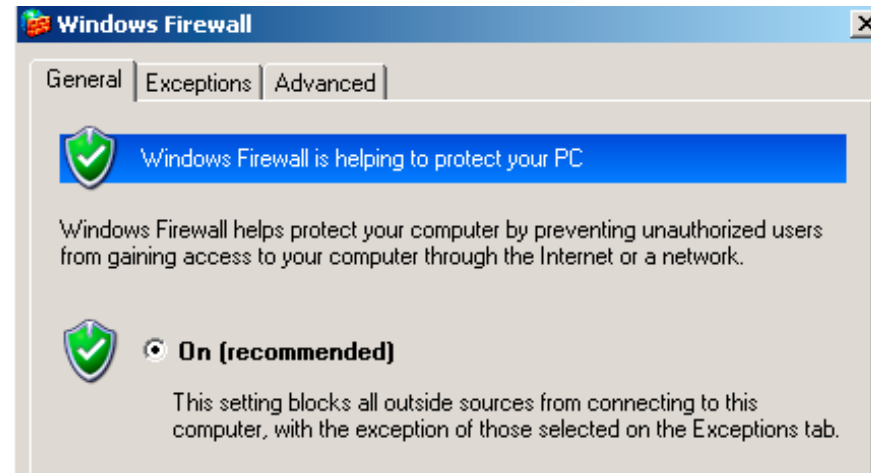 Windows Firewall
General Exceptions Advanced
Windows Firewall is helping to protect your PC
Windows Firewall helps protect your computer by preventing unauthorized users
from gaining access to your computer through the Internet or a network.
On (recommended)
This setting blocks all outside sources from connecting to this
computer, with the exception of those selected on the Exceptions tab.